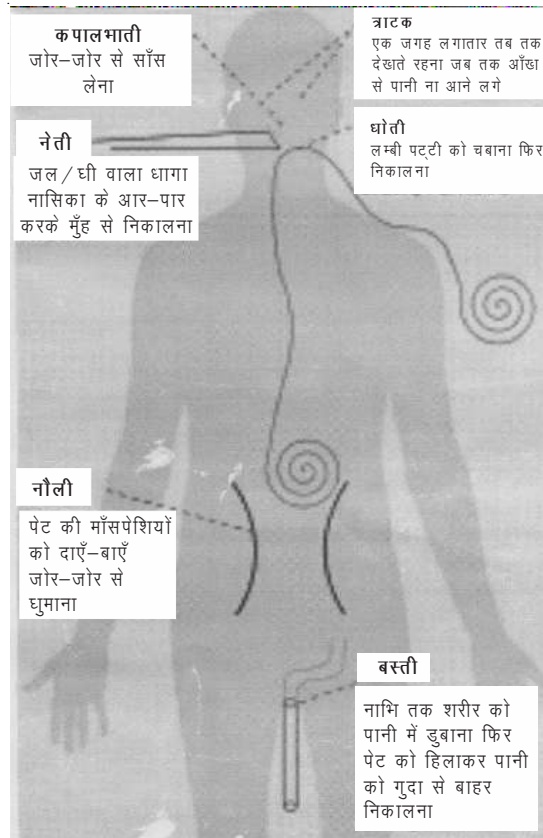 कपालभाती
जोर–जोर से साँस
लेना
त्राटक
एक जगह लगातार तब तक
देखते रहना जब तक आँख
से पानी ना आने लगे
नेती
जल/घी वाला धागा
नासिका के आर–पार
करके मुँह से निकालना
धोती
लम्बी पट्टी को चबाना फिर
निकालना
नौली
पेट की माँसपेशियों
को दाएँ–बाएँ
जोर–जोर से
घुमाना
बस्ती
नाभि तक शरीर को
पानी में डुबाना फिर
पेट को हिलाकर पानी
को गुदा से बाहर
निकालना